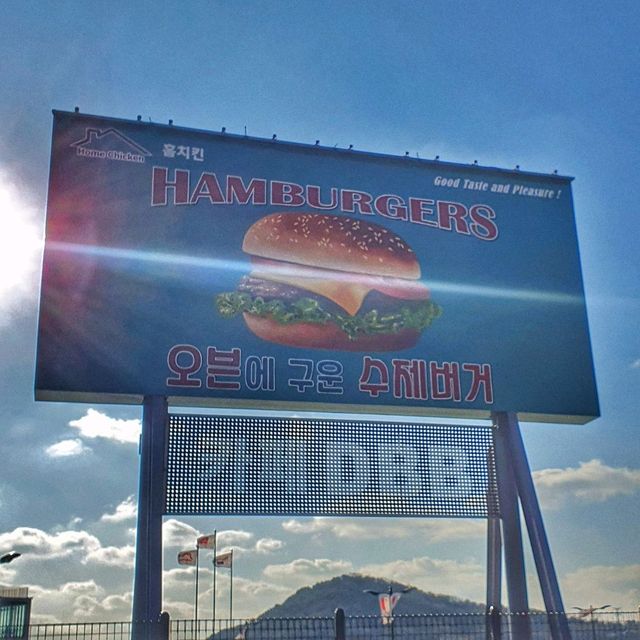 Home Chicken
홈치킨
Good Taste and Pleasure !
HAMBURGERS
오븐에 구운 수제버거